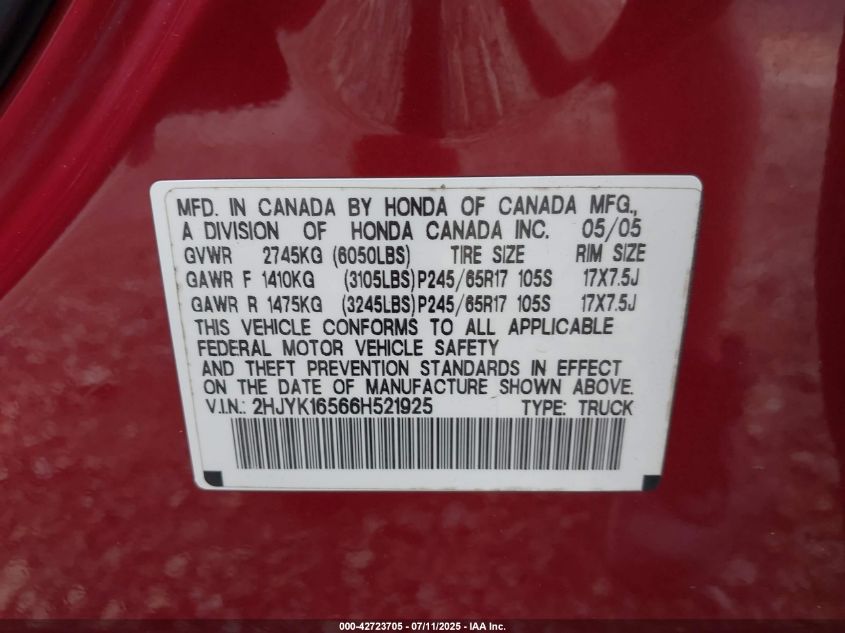 MFD. IN CANADA BY HONDA OF CANADA MFG.,
A DIVISION OF HONDA CANADA INC. 05/05
GVWR 2745KG (6050LBS) TIRE SIZE RIM SIZE
GAWR F 1410KG (3105LBS)P245/65R17 105S 17X7.5J
GAWR R 1475KG (3245LBS)P245/65R17 105S 17X7.5J
THIS VEHICLE CONFORMS TO ALL APPLICABLE
FEDERAL MOTOR VEHICLE SAFETY
AND THEFT PREVENTION STANDARDS IN EFFECT
ON THE DATE OF MANUFACTURE SHOWN ABOVE.
V.I.N.: 2HJYK16566H521925 TYPE: TRUCK
000-42723705 - 07/11/2025 - IAA Inc.